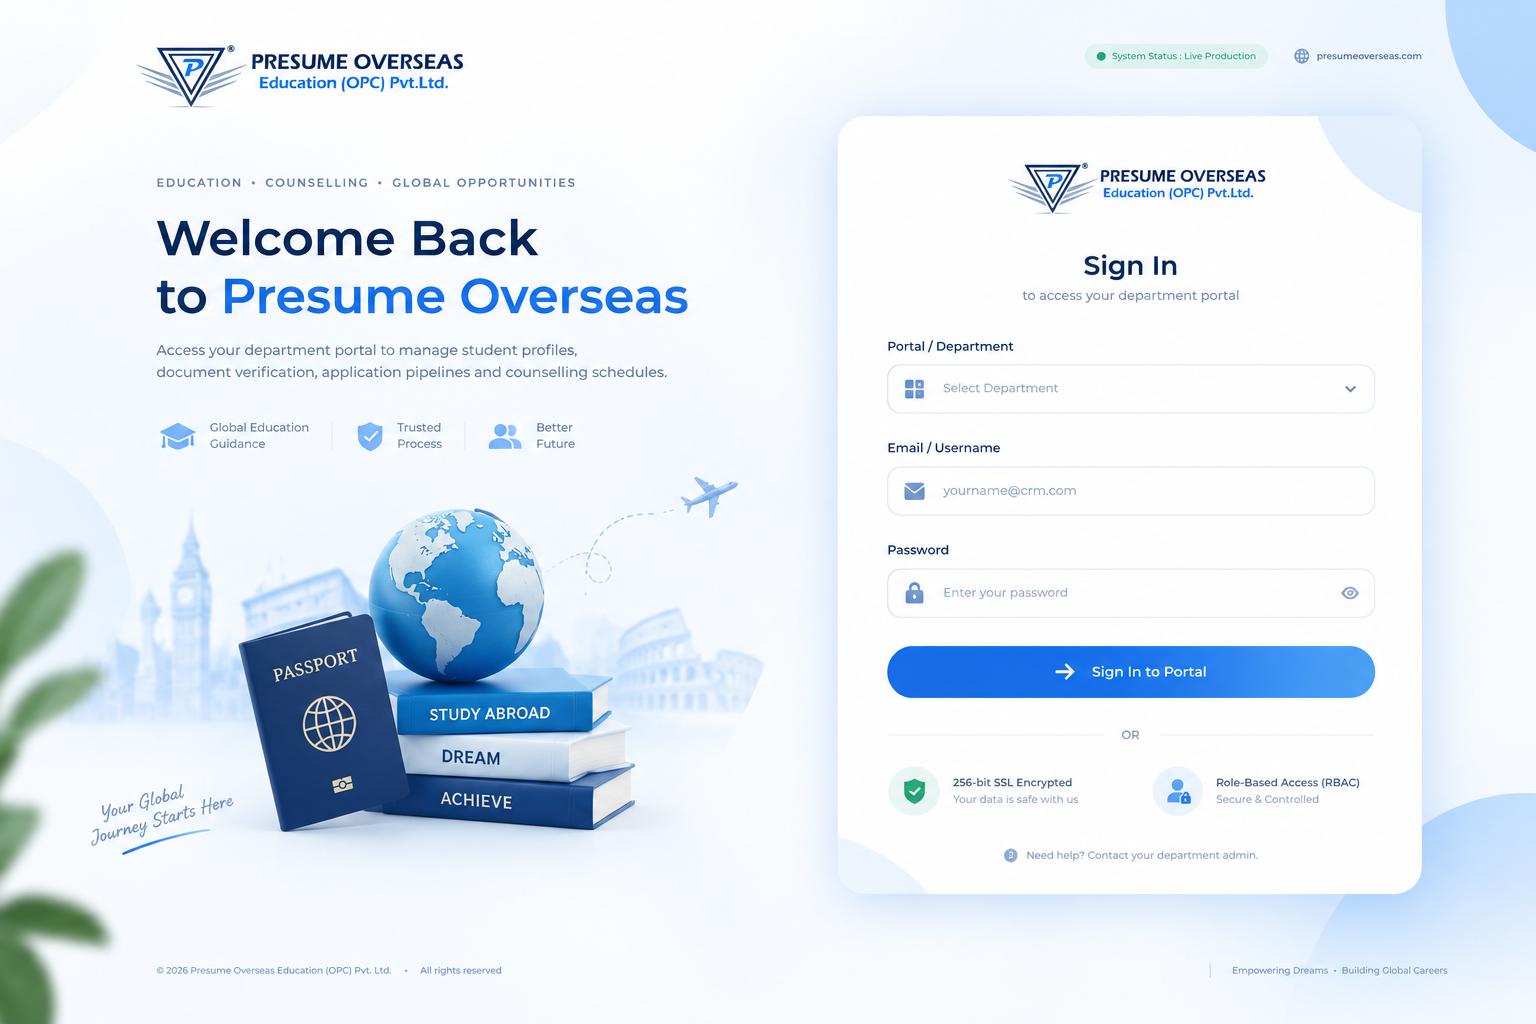 PRESUME OVERSEAS ®
Education (OPC) Pvt.Ltd.
System Status : Live Production
presumeoverseas.com
EDUCATION • COUNSELLING • GLOBAL OPPORTUNITIES
Welcome Back
to Presume Overseas
Access your department portal to manage student profiles,
document verification, application pipelines and counselling schedules.
Global Education
Guidance
Trusted
Process
Better
Future
PASSPORT
STUDY ABROAD
DREAM
ACHIEVE
Your Global
Journey Starts Here
P
PRESUME OVERSEAS ®
Education (OPC) Pvt.Ltd.
P
Sign In
to access your department portal
Portal / Department
Select Department
Email / Username
yourname@crm.com
Password
Enter your password
Sign In to Portal
OR
256-bit SSL Encrypted
Your data is safe with us
Role-Based Access (RBAC)
Secure & Controlled
Need help? Contact your department admin.
© 2026 Presume Overseas Education (OPC) Pvt. Ltd. • All rights reserved
Empowering Dreams • Building Global Careers